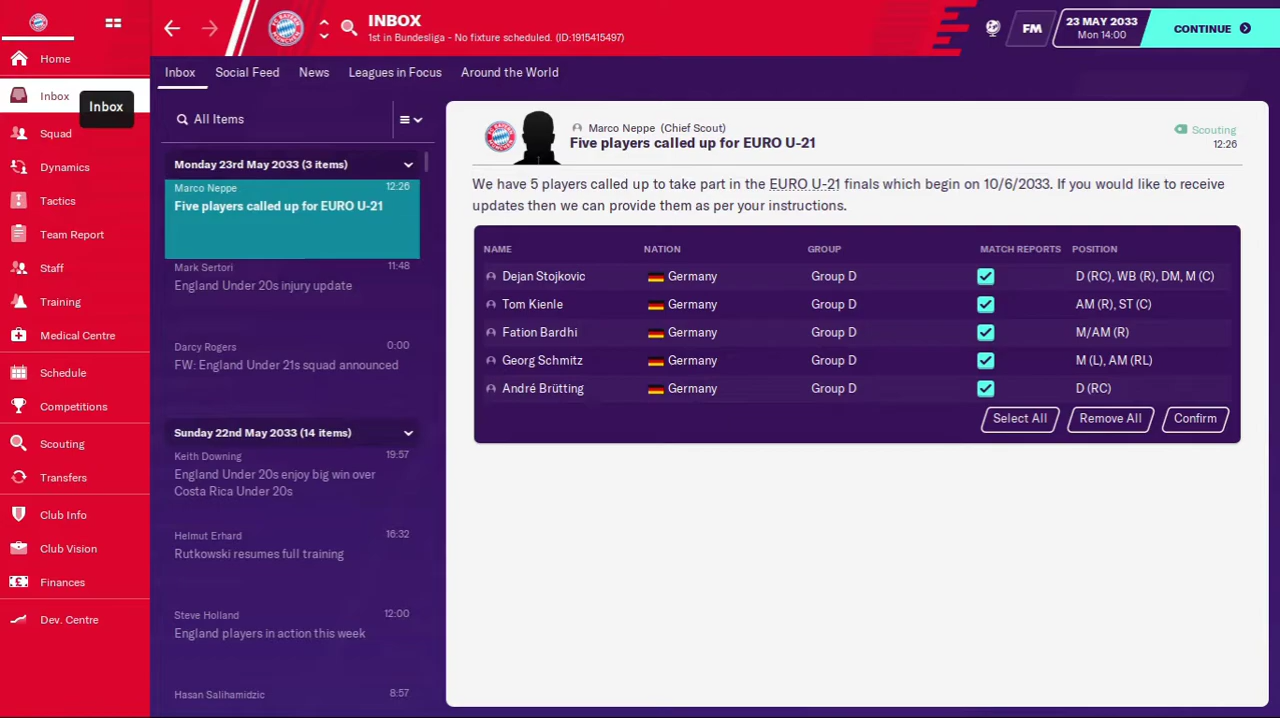 INBOX
1st in Bundesliga - No fixture scheduled. (ID:1915415497)
FM
23 MAY 2033
Mon 14:00
CONTINUE
Home
Inbox
Inbox
Squad
Dynamics
Tactics
Team Report
Staff
Training
Medical Centre
Schedule
Competitions
Scouting
Transfers
Club Info
Club Vision
Finances
Dev. Centre
Inbox Social Feed News Leagues in Focus Around the World
All Items
Monday 23rd May 2033 (3 items)
Marco Neppe 12:26
Five players called up for EURO U-21
Mark Sertori 11:48
England Under 20s injury update
Darcy Rogers 0:00
FW: England Under 21s squad announced
Sunday 22nd May 2033 (14 items)
Keith Downing 19:57
England Under 20s enjoy big win over
Costa Rica Under 20s
Helmut Erhard 16:32
Rutkowski resumes full training
Steve Holland 12:00
England players in action this week
Hasan Salihamidzic 8:57
Marco Neppe (Chief Scout)
Five players called up for EURO U-21
Scouting
12:26
We have 5 players called up to take part in the EURO U-21 finals which begin on 10/6/2033. If you would like to receive
updates then we can provide them as per your instructions.
NAME NATION GROUP MATCH REPORTS POSITION
Dejan Stojkovic Germany Group D D (RC), WB (R), DM, M (C)
Tom Kienle Germany Group D AM (R), ST (C)
Fation Bardhi Germany Group D M/AM (R)
Georg Schmitz Germany Group D M (L), AM (RL)
André Brütting Germany Group D D (RC)
Select All Remove All Confirm